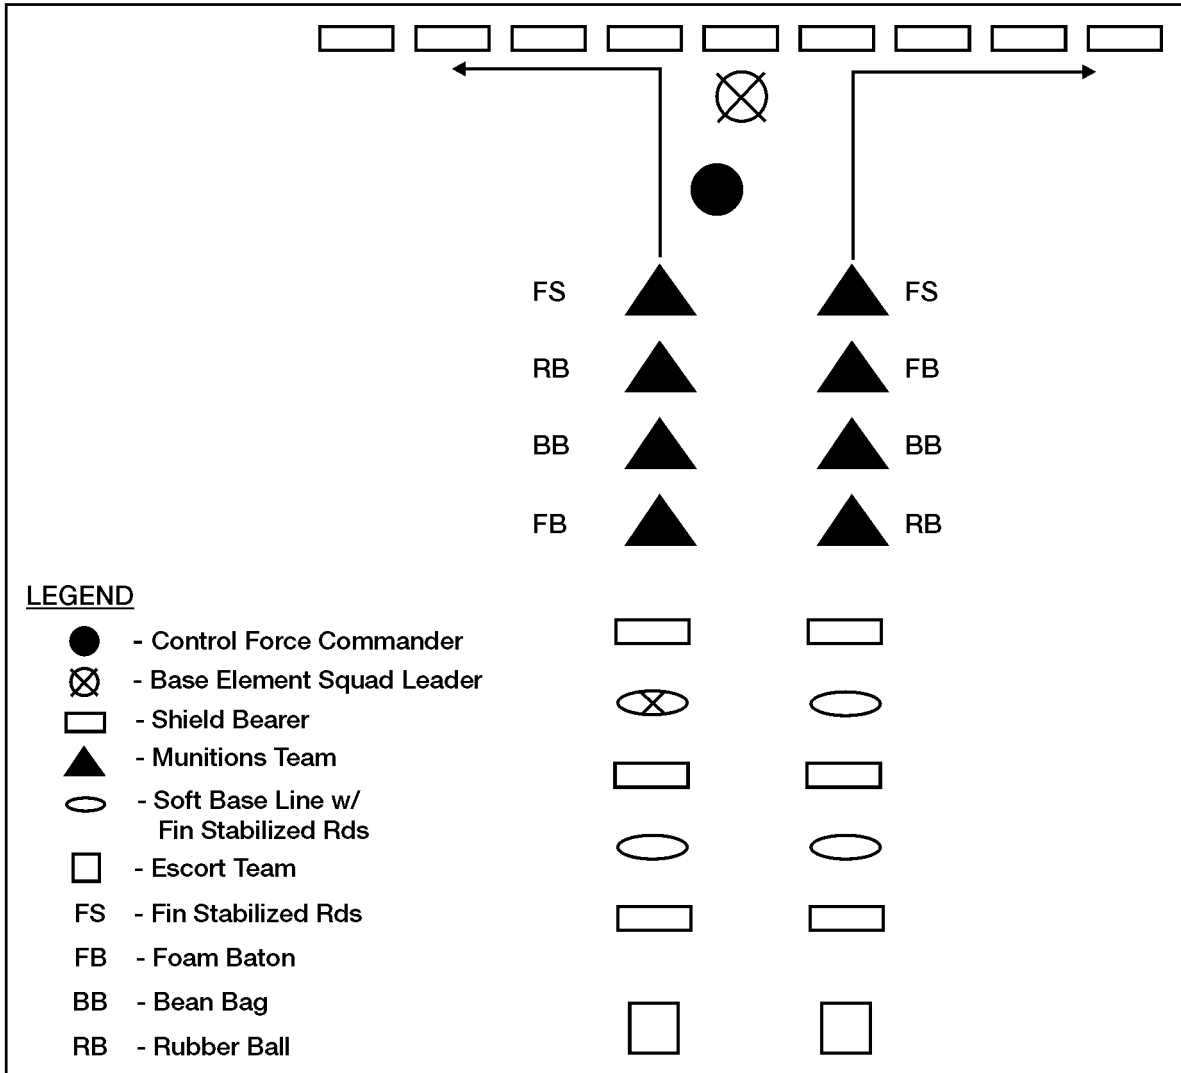 FS FS
RB FB
BB BB
FB RB
LEGEND
- Control Force Commander
- Base Element Squad Leader
- Shield Bearer
- Munitions Team
- Soft Base Line w/
Fin Stabilized Rds
- Escort Team
FS - Fin Stabilized Rds
FB - Foam Baton
BB - Bean Bag
RB - Rubber Ball